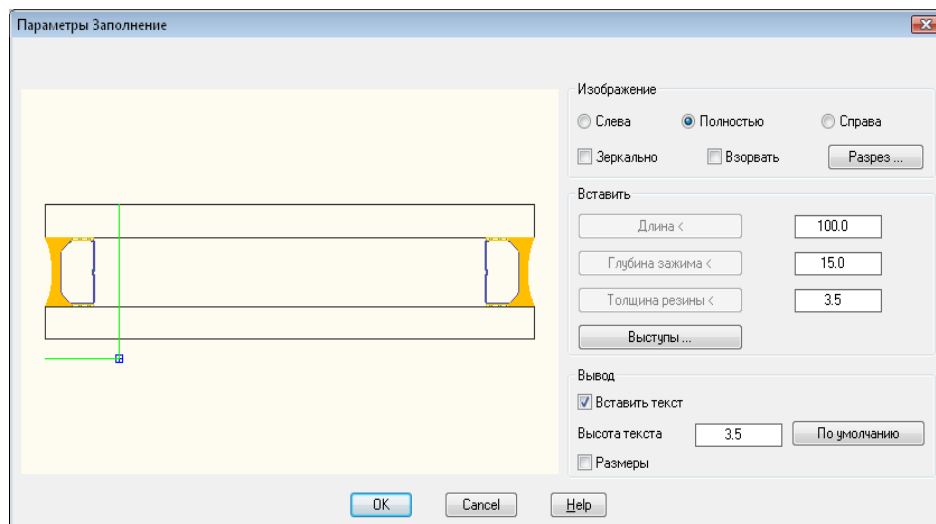 Параметры Заполнение
Изображение
Слева Полностью Справа
Зеркально Взорвать Разрез ...
Вставить
Длина < 100.0
Глубина зажима < 15.0
Толщина резины < 3.5
Выступы ...
Вывод
Вставить текст
Высота текста 3.5 По умолчанию
Размеры
OK Cancel Help